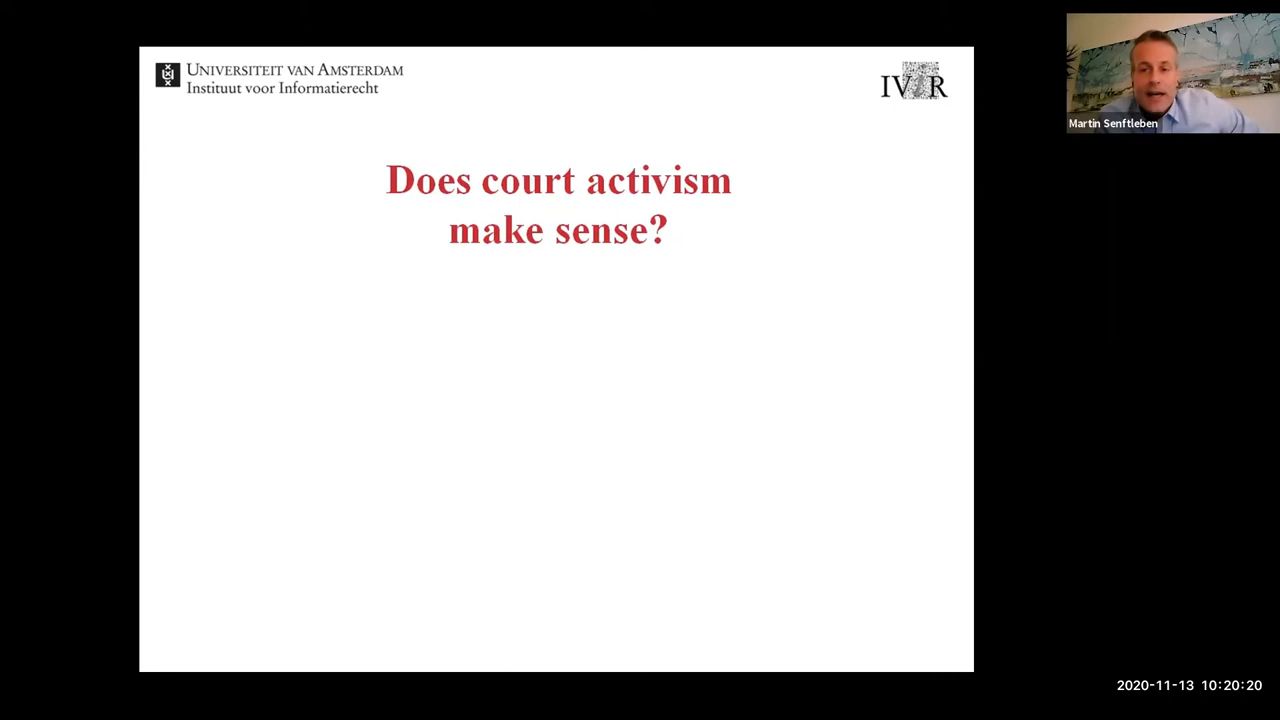 UNIVERSITEIT VAN AMSTERDAM
Instituut voor Informatierecht
IViR
Martin Senftleben
Does court activism
make sense?
2020-11-13 10:20:20